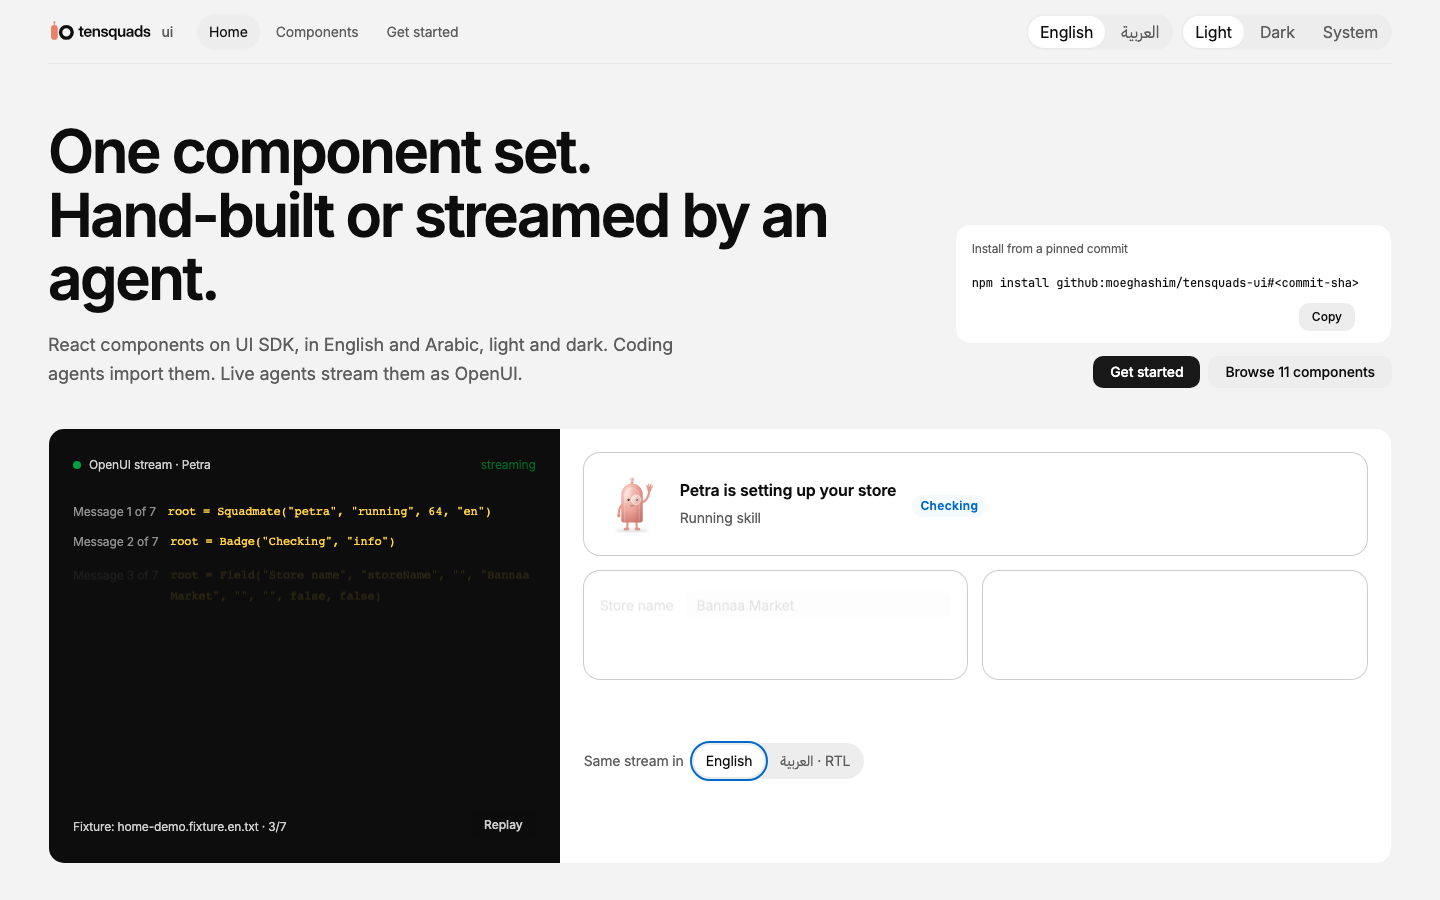 tensquads ui
Home
Components
Get started
English
العربية
Light
Dark
System
One component set.
Hand-built or streamed by an
agent.
React components on UI SDK, in English and Arabic, light and dark. Coding
agents import them. Live agents stream them as OpenUI.
Install from a pinned commit
npm install github:moeghashim/tensquads-ui#<commit-sha>
Copy
Get started
Browse 11 components
OpenUI stream · Petra
streaming
Message 1 of 7 root = Squadmate("petra", "running", 64, "en")
Message 2 of 7 root = Badge("Checking", "info")
Message 3 of 7 root = Field("Store name", "storeName", "", "Bannaa
Market", "", "", false, false)
Fixture: home-demo.fixture.en.txt · 3/7
Replay
Petra is setting up your store
Running skill
Checking
Store name
Bannaa Market
Same stream in
English
العربية · RTL